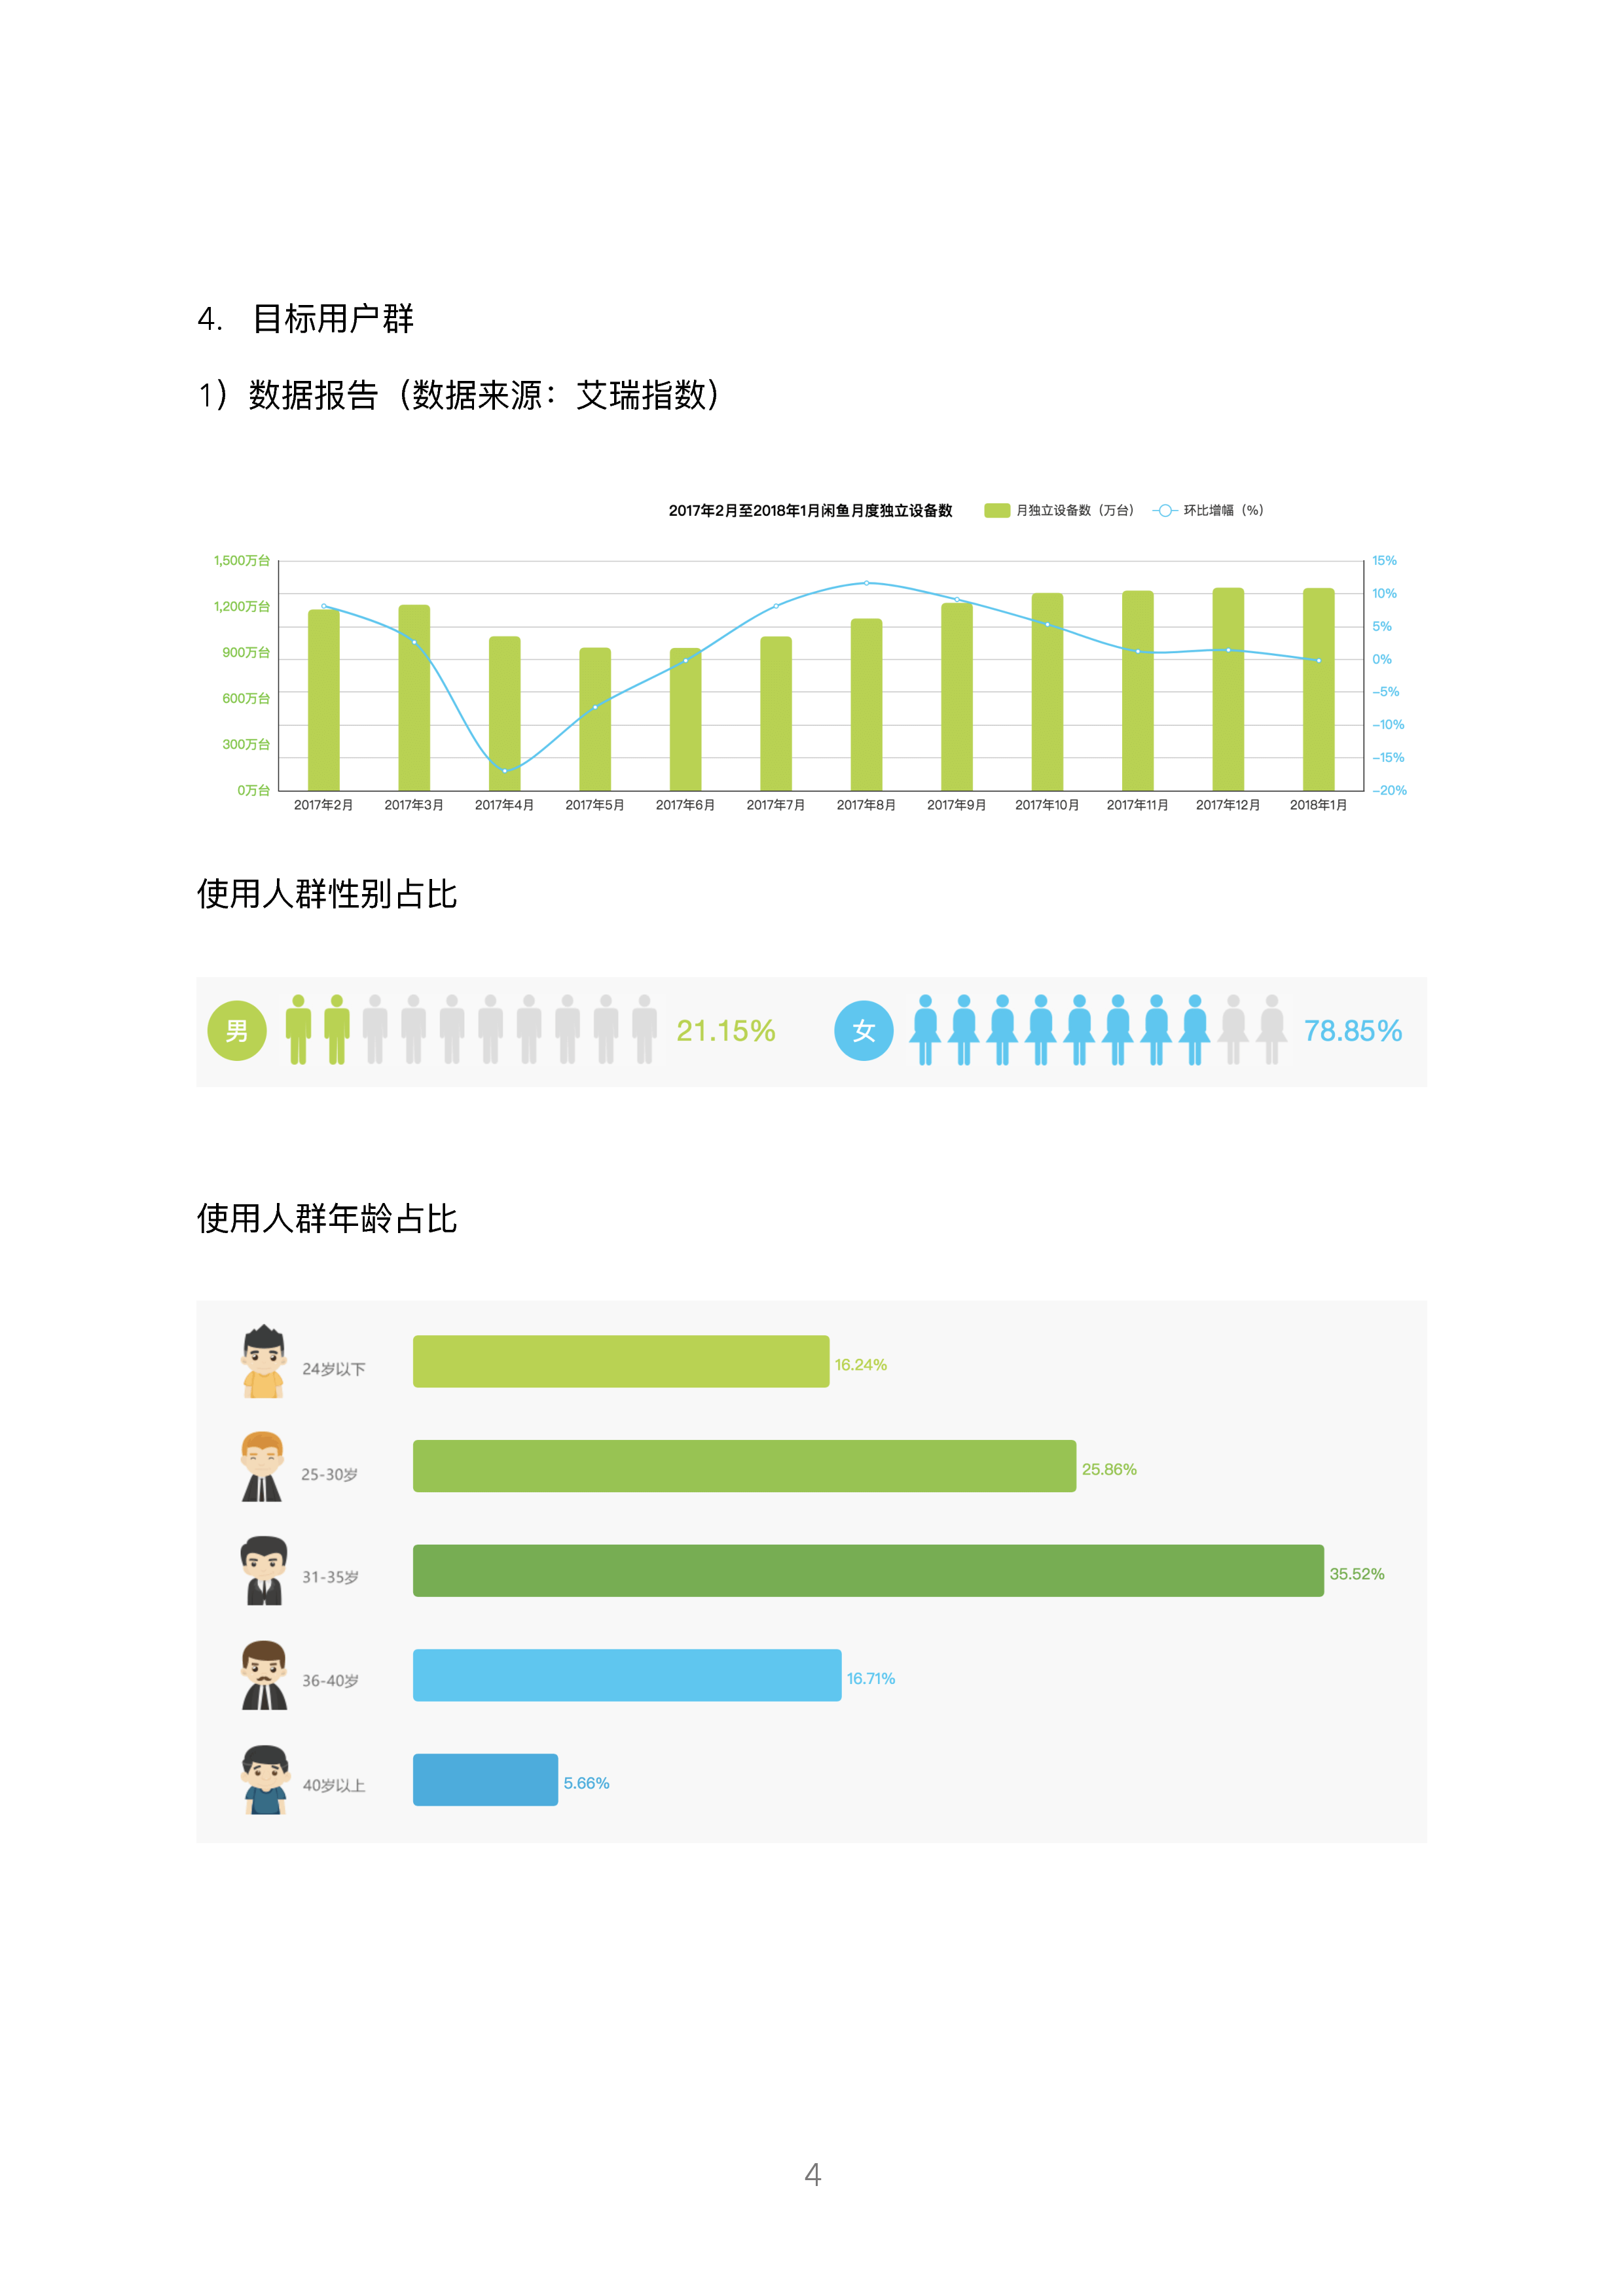 4. 目标用户群
1）数据报告（数据来源：艾瑞指数）
2017年2月至2018年1月闲鱼月度独立设备数 月独立设备数（万台） 环比增幅（%）
1,500万台 15%
10%
1,200万台
5%
900万台 0%
600万台 -5%
-10%
300万台
-15%
0万台 -20%
2017年2月 2017年3月 2017年4月 2017年5月 2017年6月 2017年7月 2017年8月 2017年9月 2017年10月 2017年11月 2017年12月 2018年1月
使用人群性别占比
男 21.15% 女 78.85%
使用人群年龄占比
24岁以下 16.24%
25-30岁 25.86%
31-35岁 35.52%
36-40岁 16.71%
40岁以上 5.66%
4